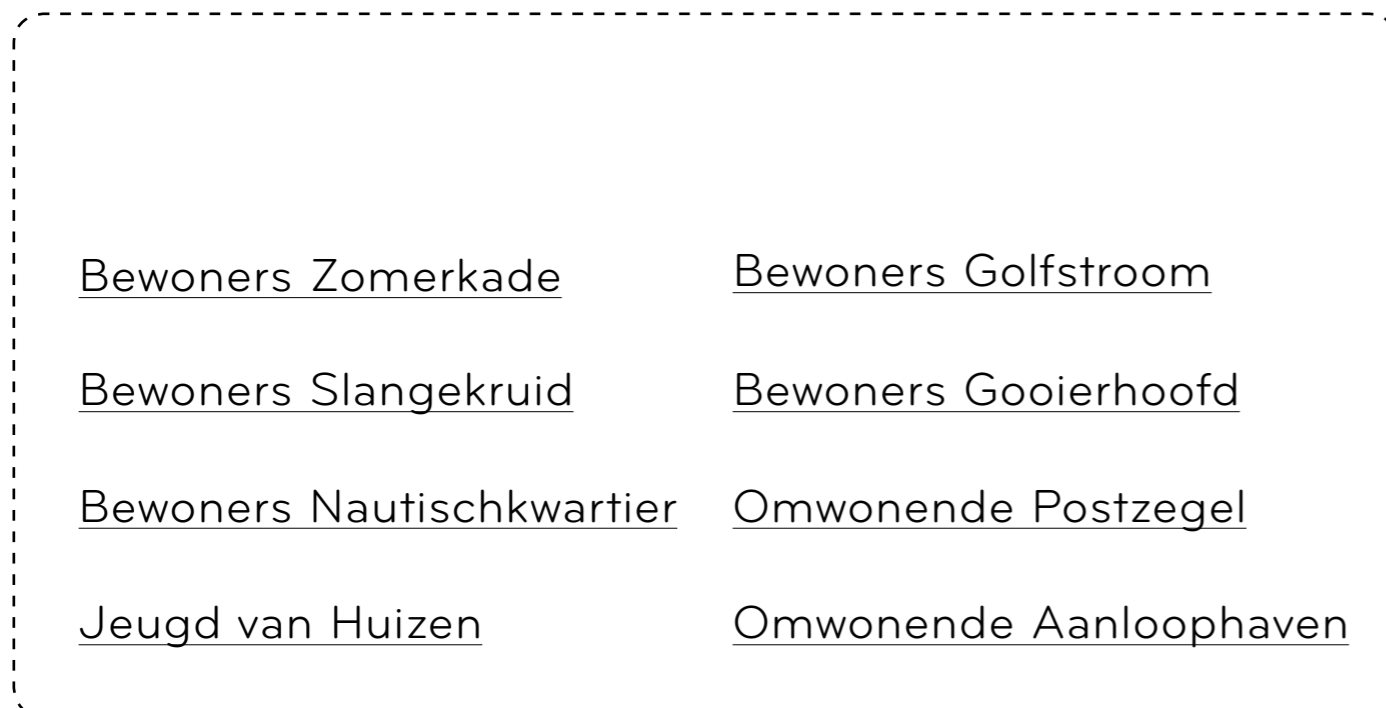 Bewoners Zomerkade
Bewoners Slangekruid
Bewoners Nautischkwartier
Jeugd van Huizen
Bewoners Golfstroom
Bewoners Gooierhoofd
Omwonende Postzegel
Omwonende Aanloophaven